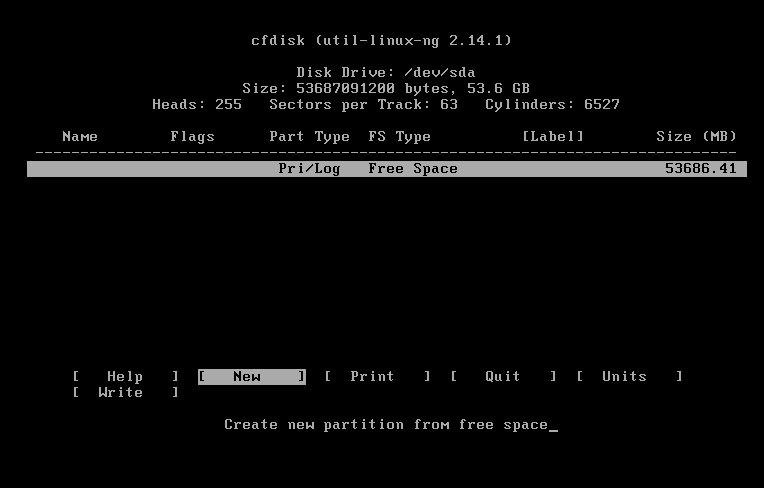 cfdisk (util-linux-ng 2.14.1)
Disk Drive: /dev/sda
Size: 53687091200 bytes, 53.6 GB
Heads: 255   Sectors per Track: 63   Cylinders: 6527
Name        Flags      Part Type  FS Type          [Label]        Size (MB)
------------------------------------------------------------------------------
Pri/Log   Free Space                       53686.41
[   Help   ]  [   New    ]  [  Print   ]  [   Quit   ]  [  Units   ]
[  Write   ]
Create new partition from free space_